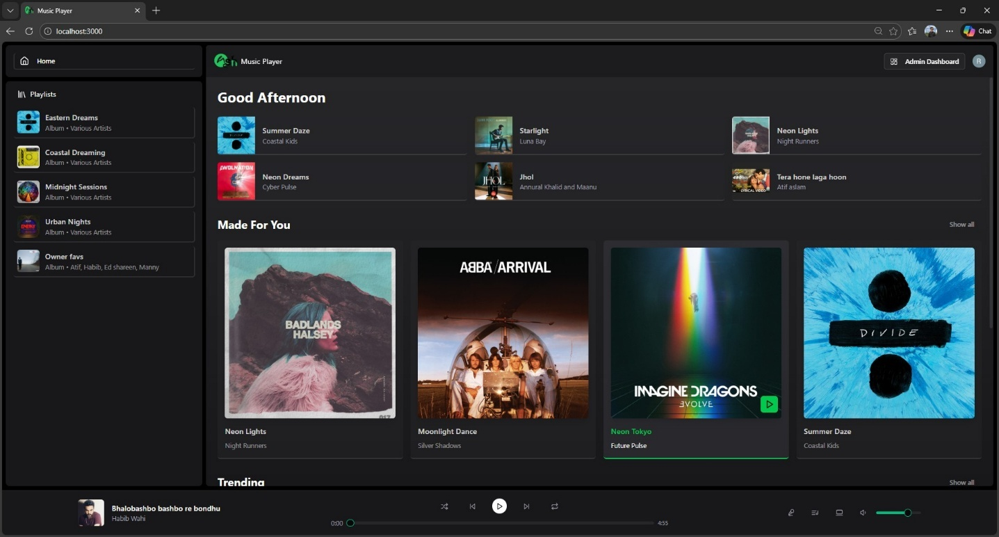 Music Player
localhost:3000
Chat
Home
Ash Music Player
Admin Dashboard
R
Playlists
Eastern Dreams
Album • Various Artists
Coastal Dreaming
Album • Various Artists
Midnight Sessions
Album • Various Artists
Urban Nights
Album • Various Artists
Owner favs
Album • Atif, Habib, Ed shareen, Manny
Good Afternoon
Summer Daze
Coastal Kids
Starlight
Luna Bay
Neon Lights
Night Runners
AWOLNATION
Neon Dreams
Cyber Pulse
JHOL
Jhol
Annural Khalid and Maanu
LYRICAL VIDEO
Tera hone laga hoon
Atif aslam
Made For You
Show all
BADLANDS
HALSEY
Neon Lights
Night Runners
ABBA/ARRIVAL
Moonlight Dance
Silver Shadows
IMAGINE DRAGONS
EVOLVE
Neon Tokyo
Future Pulse
DIVIDE
Summer Daze
Coastal Kids
Trending
Show all
Bhalobashbo bashbo re bondhu
Habib Wahi
0:00
4:55